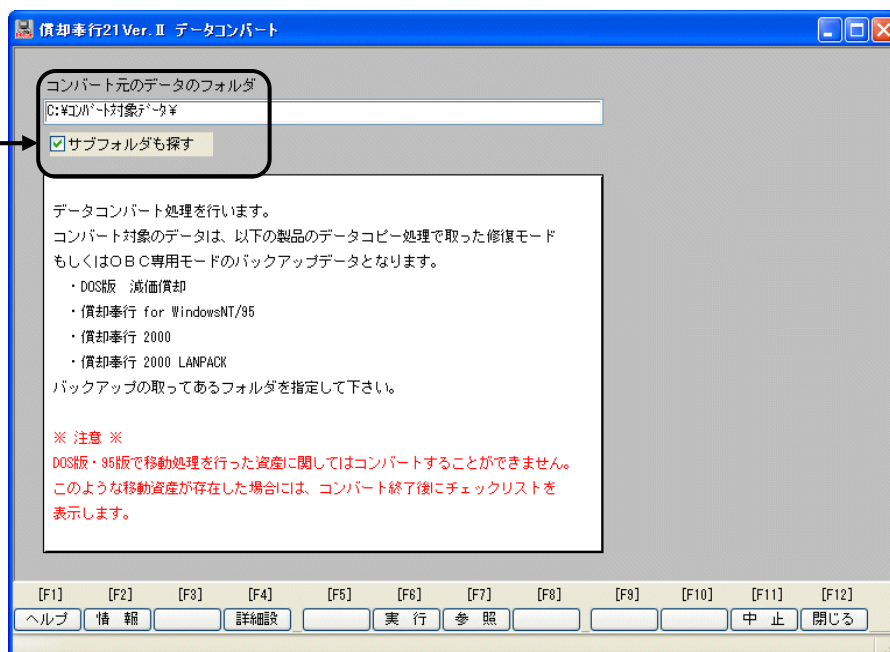 償却奉行21Ver.Ⅱ データコンバート
コンバート元のデータのフォルダ
C:¥コンバート対象データ¥
サブフォルダも探す
データコンバート処理を行います。
コンバート対象のデータは、以下の製品のデータコピー処理で取った修復モード
もしくはOBC専用モードのバックアップデータとなります。
・DOS版 減価償却
・償却奉行 for WindowsNT/95
・償却奉行 2000
・償却奉行 2000 LANPACK
バックアップの取ってあるフォルダを指定して下さい。
※ 注意 ※
DOS版・95版で移動処理を行った資産に関してはコンバートすることができません。
このような移動資産が存在した場合には、コンバート終了後にチェックリストを
表示します。
[F1] [F2] [F3] [F4] [F5] [F6] [F7] [F8] [F9] [F10] [F11] [F12]
ヘルプ 情 報 詳細設 実 行 参 照 中 止 閉じる